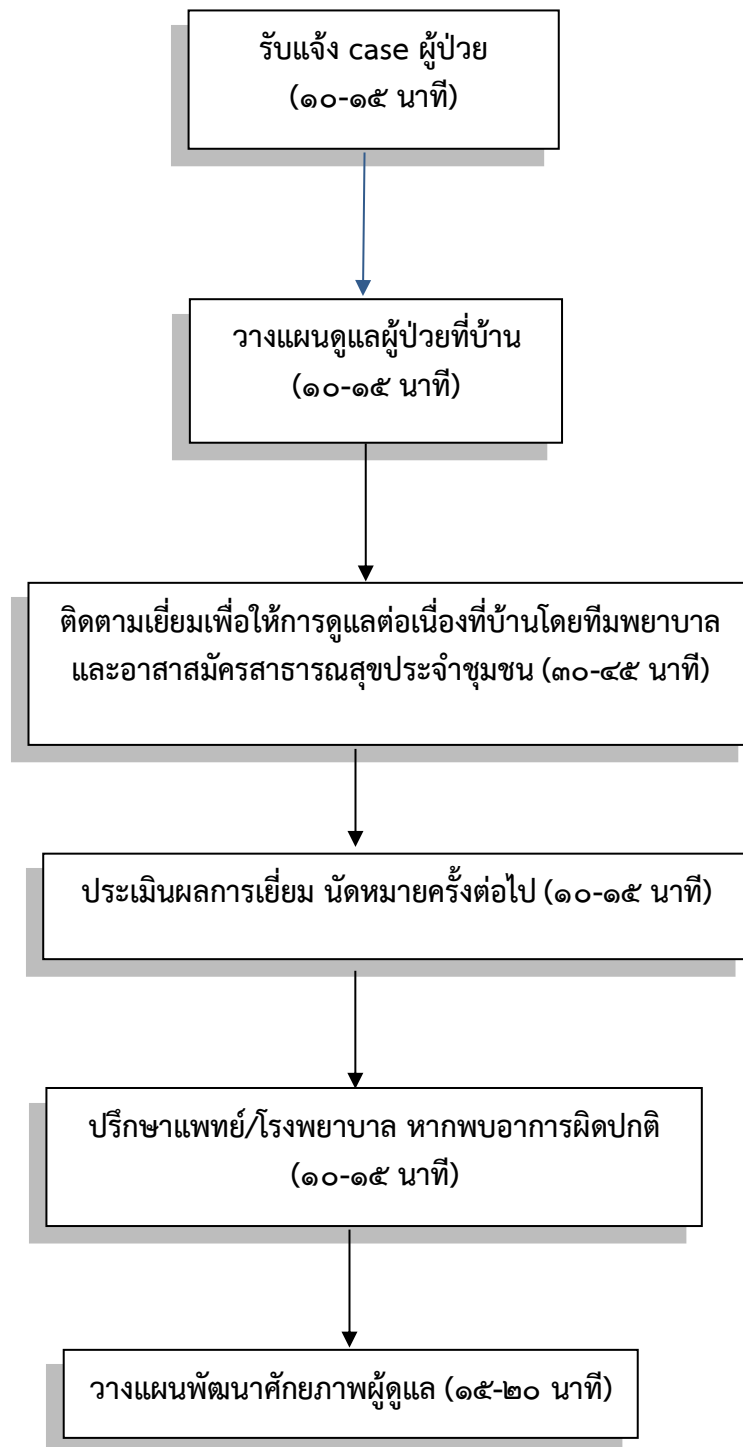 รับแจ้ง case ผู้ป่วย
(๑๐-๑๕ นาที)
วางแผนดูแลผู้ป่วยที่บ้าน
(๑๐-๑๕ นาที)
ติดตามเยี่ยมเพื่อให้การดูแลต่อเนื่องที่บ้านโดยทีมพยาบาล
และอาสาสมัครสาธารณสุขประจำชุมชน (๓๐-๔๕ นาที)
ประเมินผลการเยี่ยม นัดหมายครั้งต่อไป (๑๐-๑๕ นาที)
ปรึกษาแพทย์/โรงพยาบาล หากพบอาการผิดปกติ
(๑๐-๑๕ นาที)
วางแผนพัฒนาศักยภาพผู้ดูแล (๑๕-๒๐ นาที)